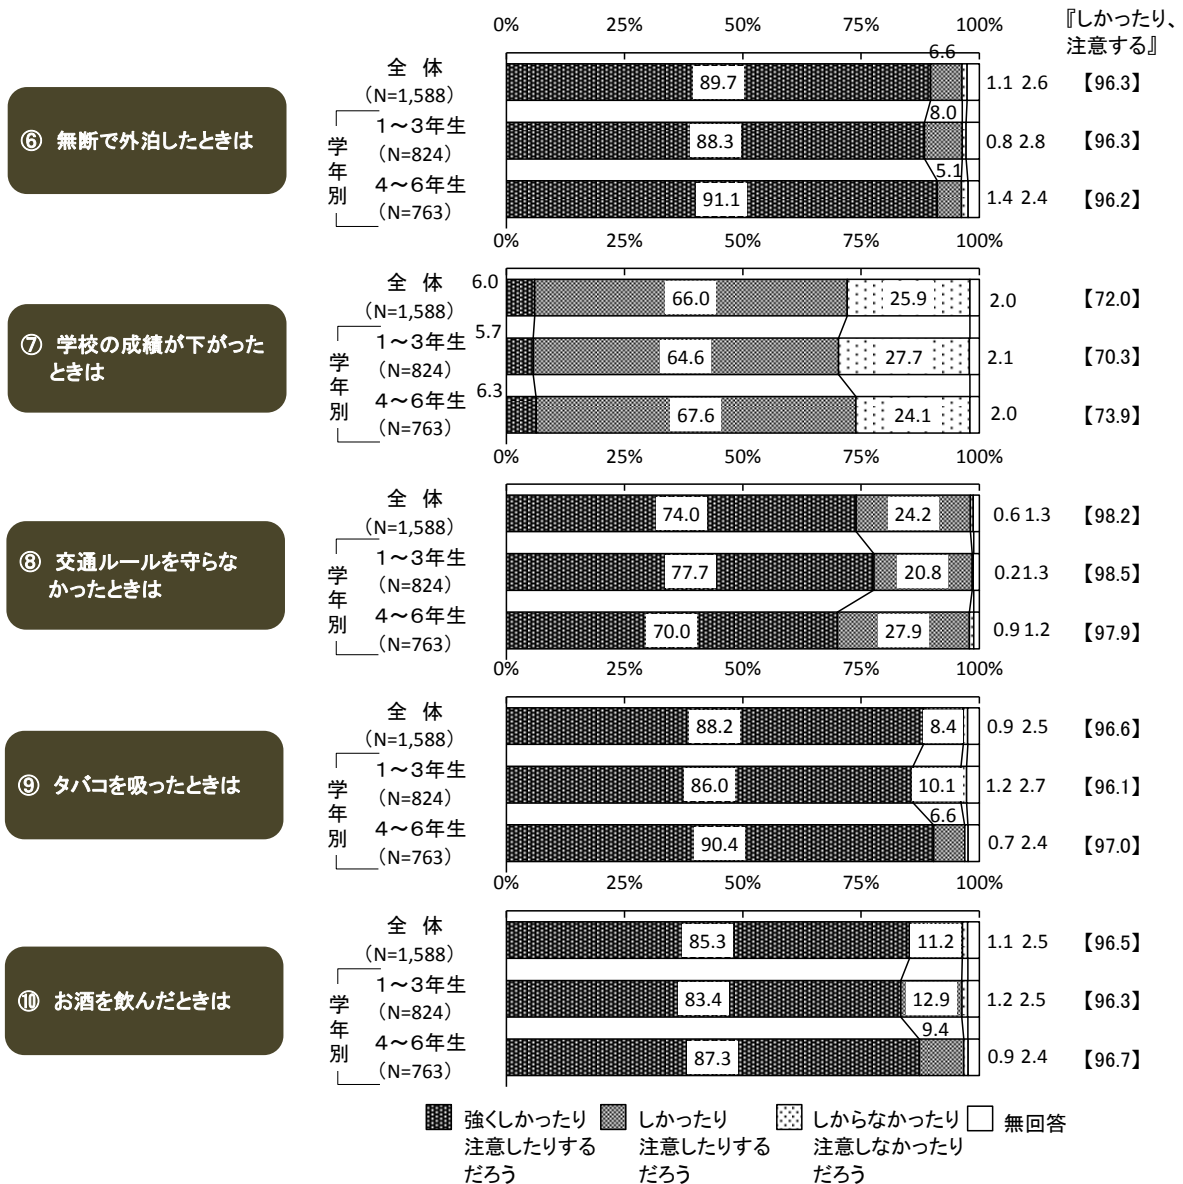 0% 25% 50% 75% 100%
『しかったり、
注意する』
⑥ 無断で外泊したときは
全 体
(N=1,588)
89.7
6.6
1.1 2.6
【96.3】
学年別
1～3年生
(N=824)
88.3
8.0
0.8 2.8
【96.3】
4～6年生
(N=763)
91.1
5.1
1.4 2.4
【96.2】
0% 25% 50% 75% 100%
⑦ 学校の成績が下がった
ときは
全 体
(N=1,588)
6.0
66.0
25.9
2.0
【72.0】
学年別
1～3年生
(N=824)
5.7
64.6
27.7
2.1
【70.3】
4～6年生
(N=763)
6.3
67.6
24.1
2.0
【73.9】
0% 25% 50% 75% 100%
⑧ 交通ルールを守らな
かったときは
全 体
(N=1,588)
74.0
24.2
0.6 1.3
【98.2】
学年別
1～3年生
(N=824)
77.7
20.8
0.2 1.3
【98.5】
4～6年生
(N=763)
70.0
27.9
0.9 1.2
【97.9】
0% 25% 50% 75% 100%
⑨ タバコを吸ったときは
全 体
(N=1,588)
88.2
8.4
0.9 2.5
【96.6】
学年別
1～3年生
(N=824)
86.0
10.1
1.2 2.7
【96.1】
4～6年生
(N=763)
90.4
6.6
0.7 2.4
【97.0】
0% 25% 50% 75% 100%
⑩ お酒を飲んだときは
全 体
(N=1,588)
85.3
11.2
1.1 2.5
【96.5】
学年別
1～3年生
(N=824)
83.4
12.9
1.2 2.5
【96.3】
4～6年生
(N=763)
87.3
9.4
0.9 2.4
【96.7】
強くしかったり
注意したりする
だろう
しかったり
注意したりする
だろう
しからなかったり
注意しなかったり
だろう
無回答